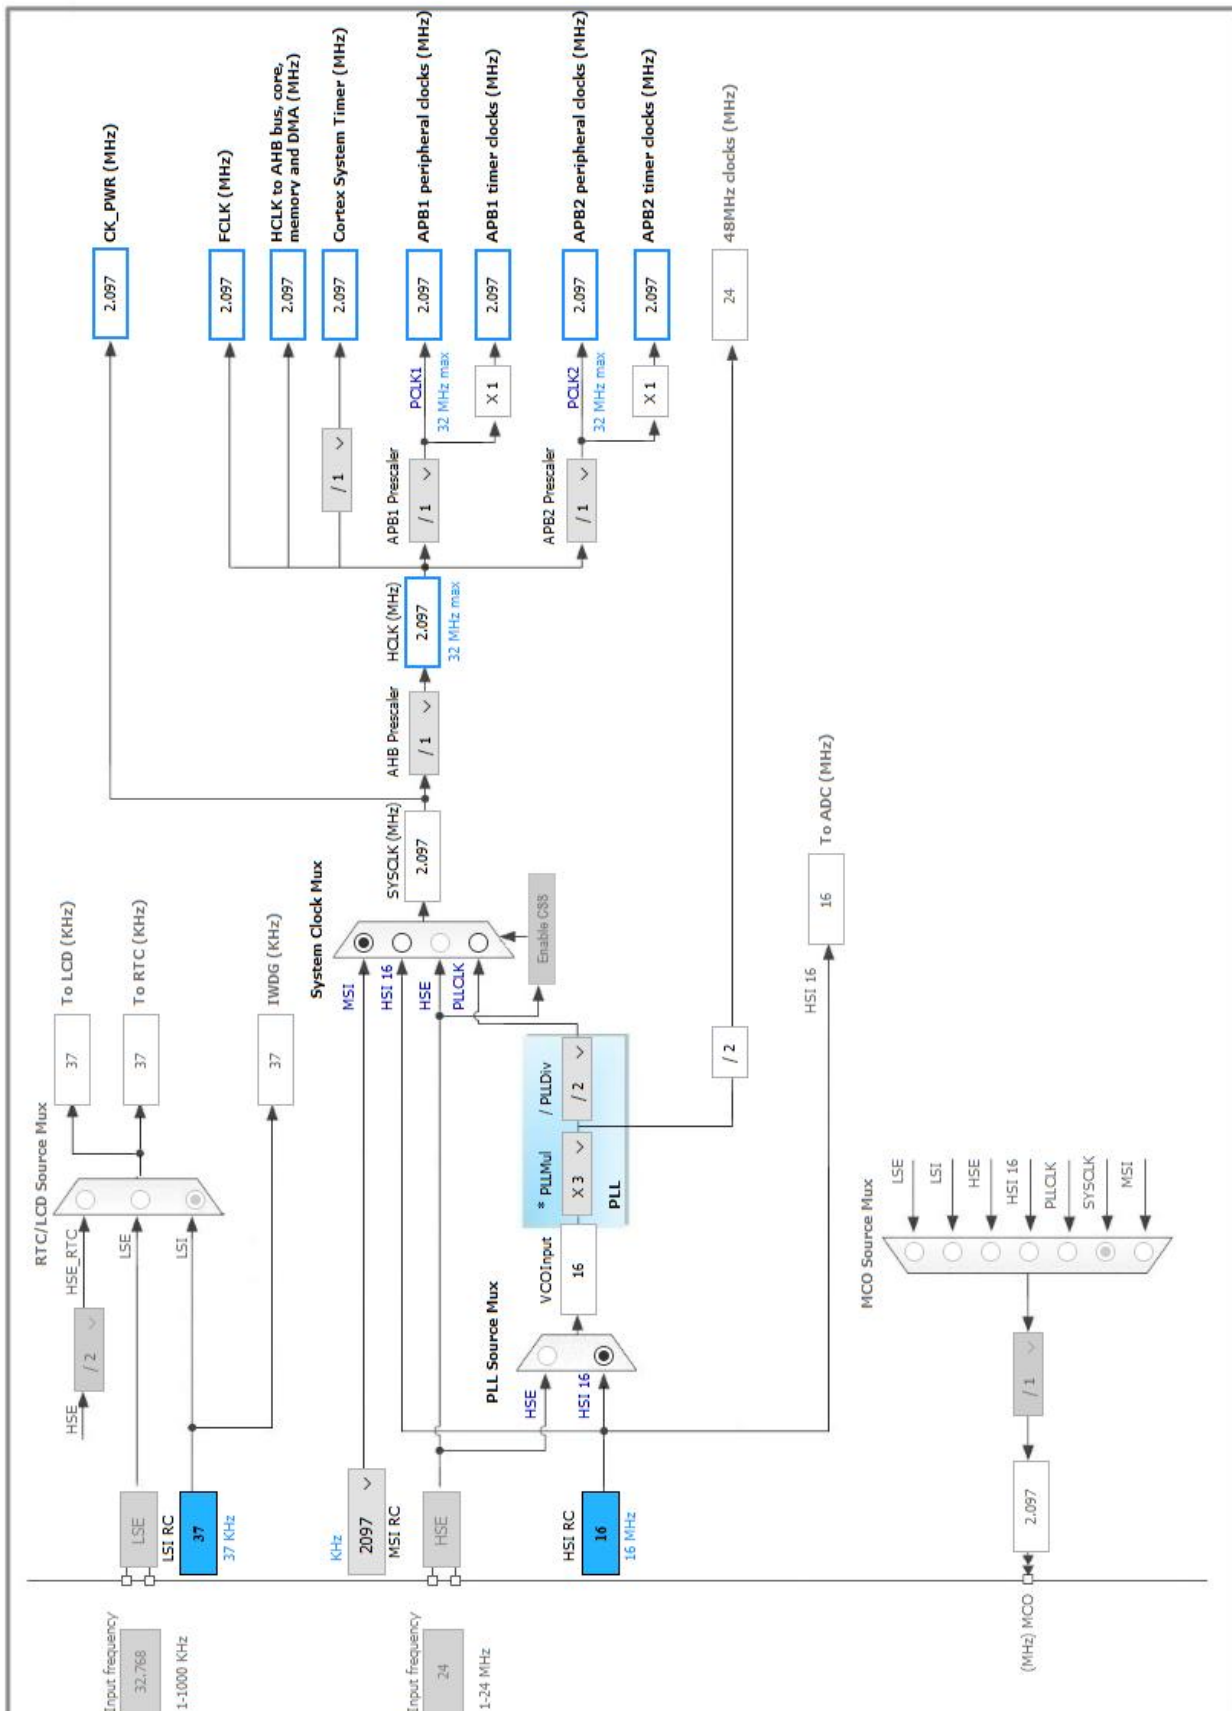 Input frequency
32.768
1-1000 KHz
LSE
LSI RC
37
37 KHz
HSE
/ 2
HSE_RTC
LSE
LSI
RTC/LCD Source Mux
37
To LCD (KHz)
37
To RTC (KHz)
37
IWDG (KHz)
KHz
2097
MSI RC
Input frequency
24
1-24 MHz
HSE
HSI RC
16
16 MHz
PLL Source Mux
HSE
HSI 16
VCOInput
16
* PLLMul
X 3
/ PLLDiv
/ 2
PLL
System Clock Mux
MSI
HSI 16
HSE
PLLCLK
Enable CSS
SYSCLK (MHz)
2.097
AHB Prescaler
/ 1
HCLK (MHz)
2.097
32 MHz max
2.097
CK_PWR (MHz)
2.097
FCLK (MHz)
2.097
HCLK to AHB bus, core,
memory and DMA (MHz)
/ 1
2.097
Cortex System Timer (MHz)
APB1 Prescaler
/ 1
PCLK1
32 MHz max
2.097
APB1 peripheral clocks (MHz)
X 1
2.097
APB1 timer clocks (MHz)
APB2 Prescaler
/ 1
PCLK2
32 MHz max
2.097
APB2 peripheral clocks (MHz)
X 1
2.097
APB2 timer clocks (MHz)
/ 2
24
48MHz clocks (MHz)
HSI 16
16
To ADC (MHz)
MCO Source Mux
LSE
LSI
HSE
HSI 16
PLLCLK
SYSCLK
MSI
/ 1
2.097
(MHz) MCO